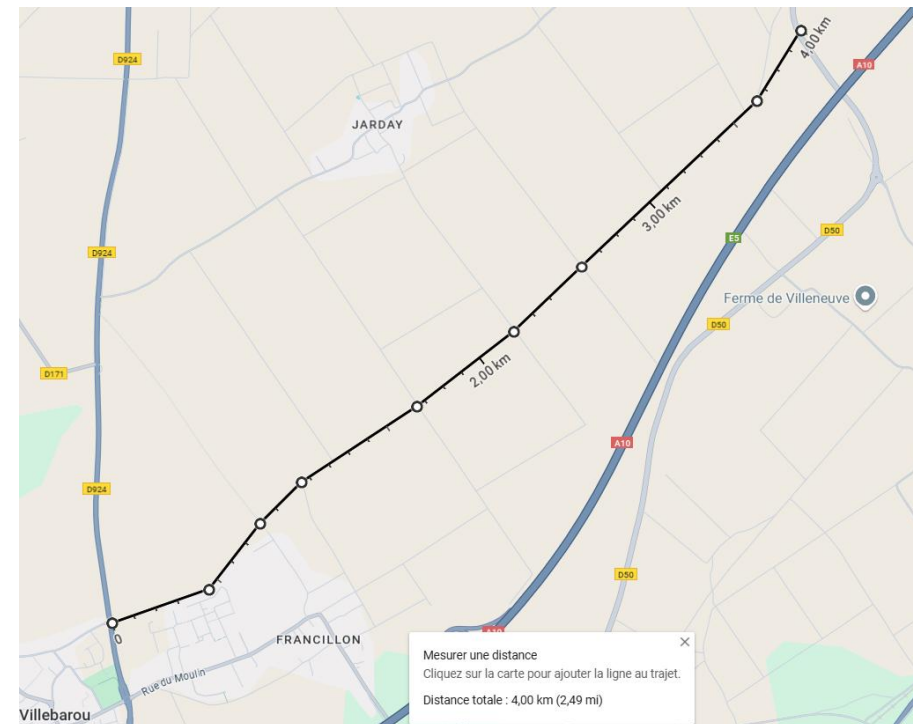 D924
A10
4,00 km
JARDAY
3,00 km
D50
E5
D924
Ferme de Villeneuve
D50
D171
2,00 km
A10
D924
D50
0
FRANCILLON
A10
Rue du Moulin
Villebarou
Mesurer une distance
Cliquez sur la carte pour ajouter la ligne au trajet.
Distance totale : 4,00 km (2,49 mi)